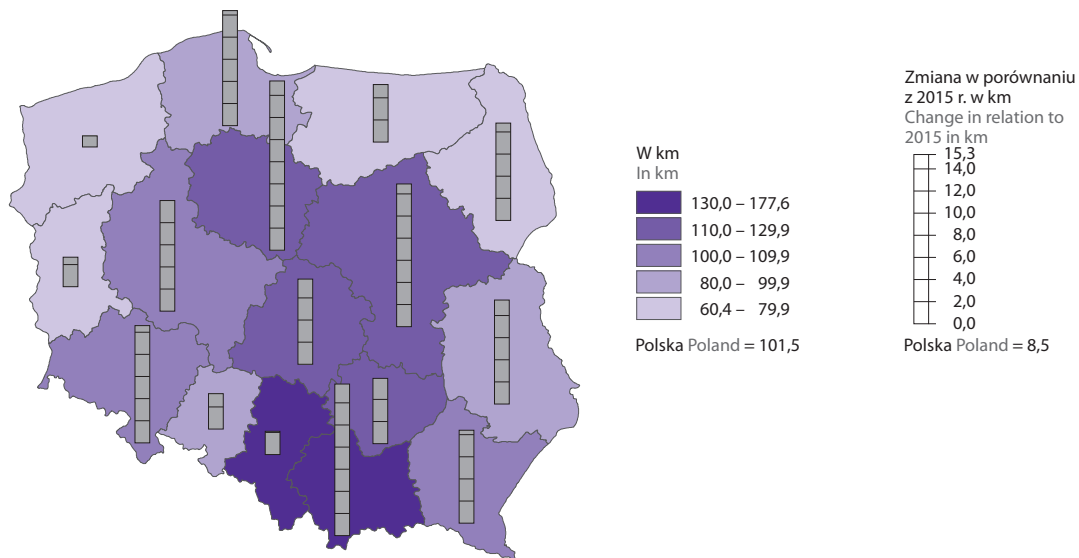 W km
In km
130,0 – 177,6
110,0 – 129,9
100,0 – 109,9
80,0 – 99,9
60,4 – 79,9
Polska Poland = 101,5
Zmiana w porównaniu
z 2015 r. w km
Change in relation to
2015 in km
15,3
14,0
12,0
10,0
8,0
6,0
4,0
2,0
0,0
Polska Poland = 8,5